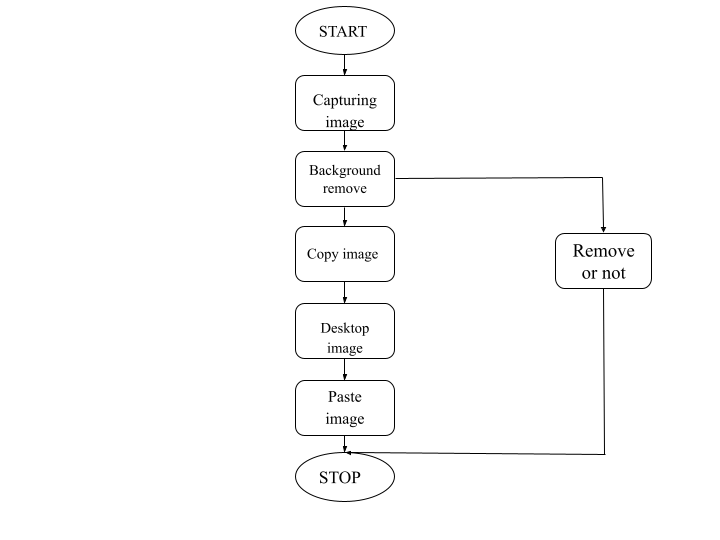 START
Capturing
image
Background
remove
Copy image
Remove
or not
Desktop
image
Paste
image
STOP